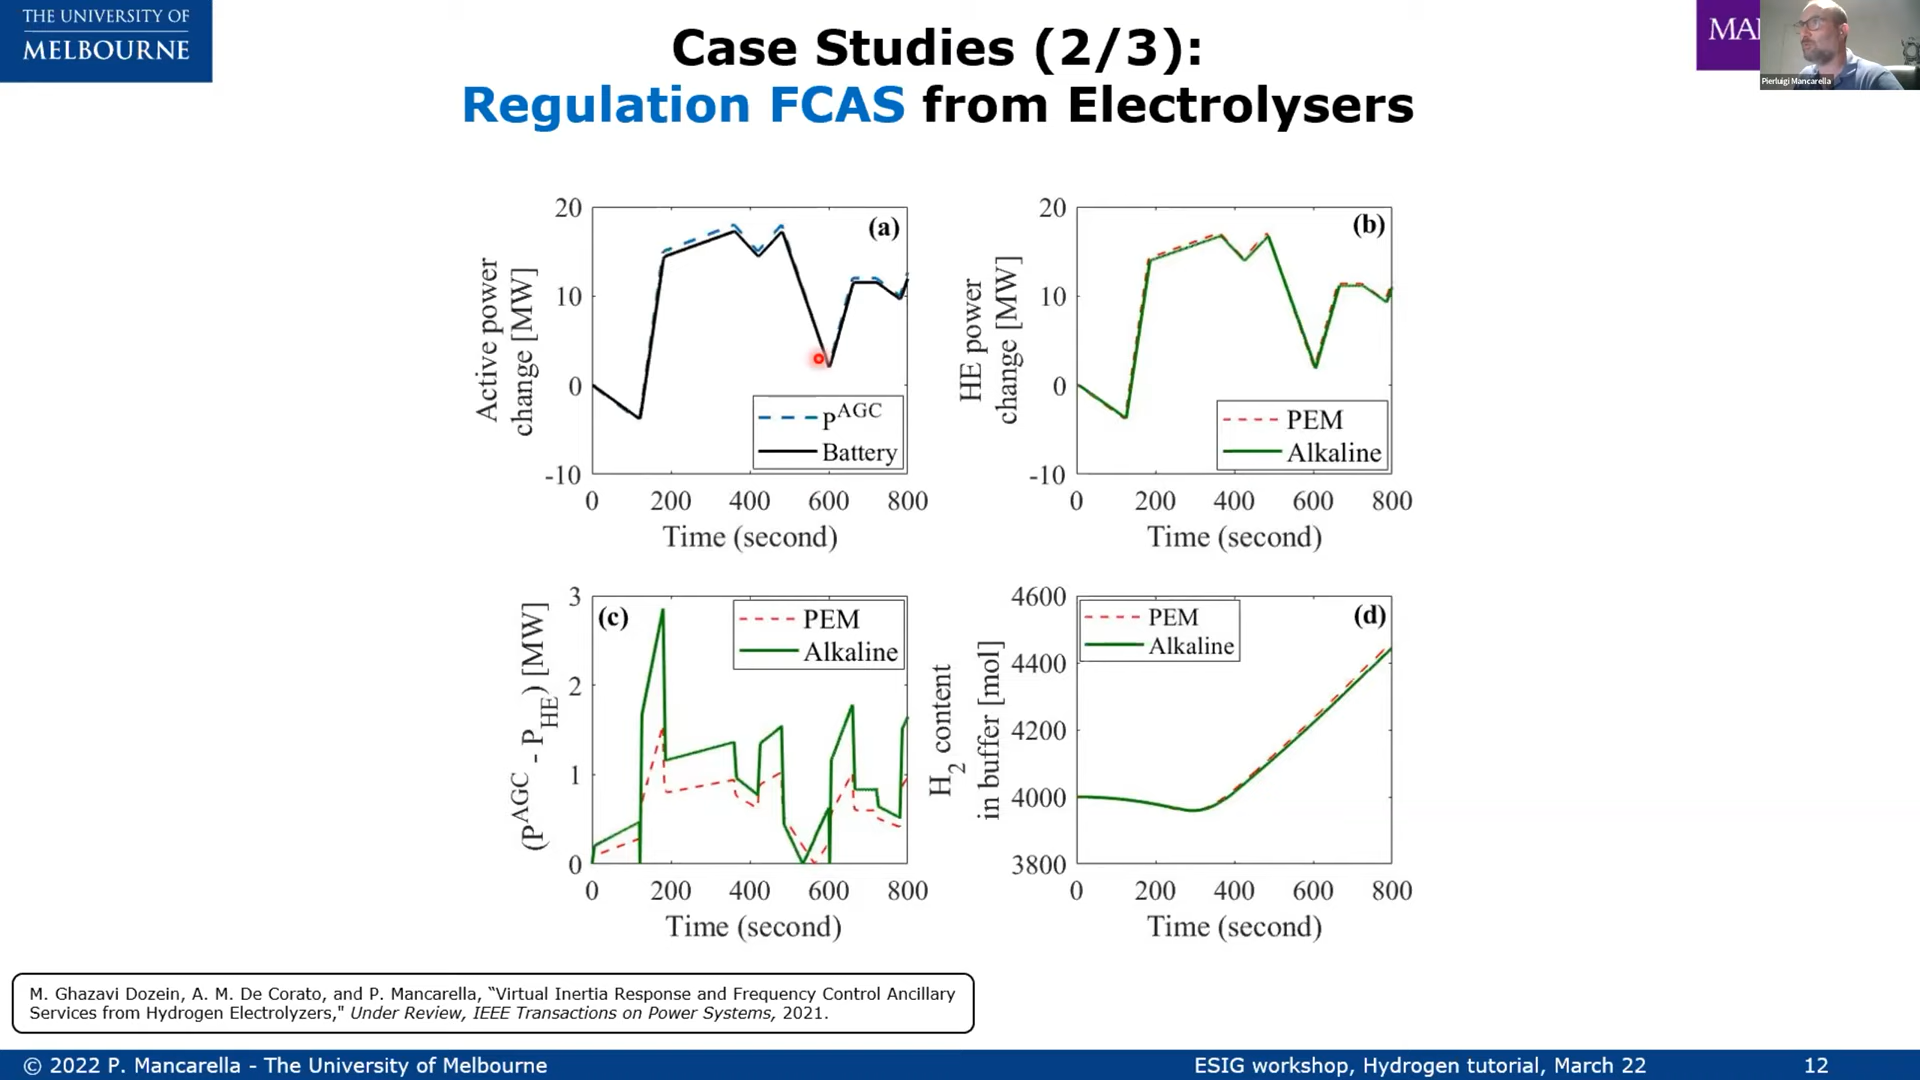 THE UNIVERSITY OF
MELBOURNE
Case Studies (2/3):
Regulation FCAS from Electrolysers
MA
Pierluigi Mancarella
Active power
change [MW]
20
10
0
-10
(a)
P^AGC
Battery
0 200 400 600 800
Time (second)
HE power
change [MW]
20
10
0
-10
(b)
PEM
Alkaline
0 200 400 600 800
Time (second)
(P^AGC - P_HE) [MW]
3
2
1
0
(c)
PEM
Alkaline
0 200 400 600 800
Time (second)
H_2 content
in buffer [mol]
4600
4400
4200
4000
3800
PEM
Alkaline
(d)
0 200 400 600 800
Time (second)
M. Ghazavi Dozein, A. M. De Corato, and P. Mancarella, “Virtual Inertia Response and Frequency Control Ancillary
Services from Hydrogen Electrolyzers," Under Review, IEEE Transactions on Power Systems, 2021.
© 2022 P. Mancarella - The University of Melbourne
ESIG workshop, Hydrogen tutorial, March 22
12